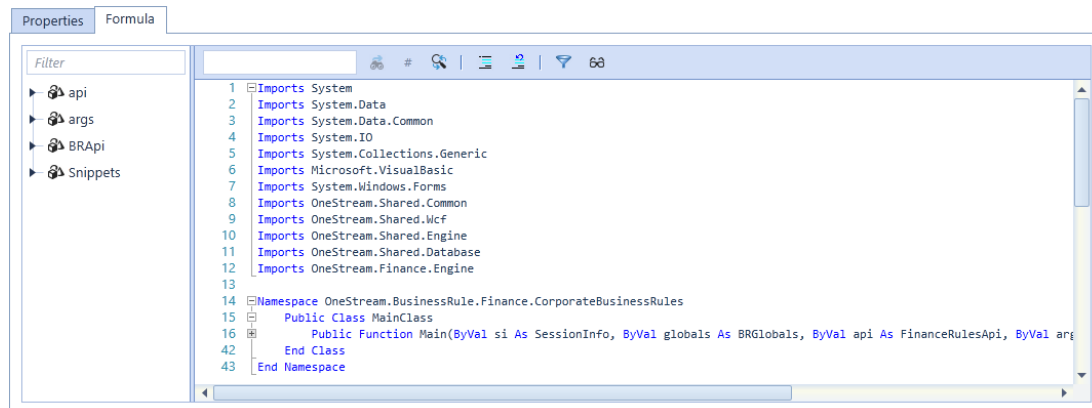 Properties
Formula
Filter
api
args
BRApi
Snippets
#
1 Imports System
2 Imports System.Data
3 Imports System.Data.Common
4 Imports System.IO
5 Imports System.Collections.Generic
6 Imports Microsoft.VisualBasic
7 Imports System.Windows.Forms
8 Imports OneStream.Shared.Common
9 Imports OneStream.Shared.Wcf
10 Imports OneStream.Shared.Engine
11 Imports OneStream.Shared.Database
12 Imports OneStream.Finance.Engine
13
14 Namespace OneStream.BusinessRule.Finance.CorporateBusinessRules
15 Public Class MainClass
16 Public Function Main(ByVal si As SessionInfo, ByVal globals As BRGlobals, ByVal api As FinanceRulesApi, ByVal arg
42 End Class
43 End Namespace